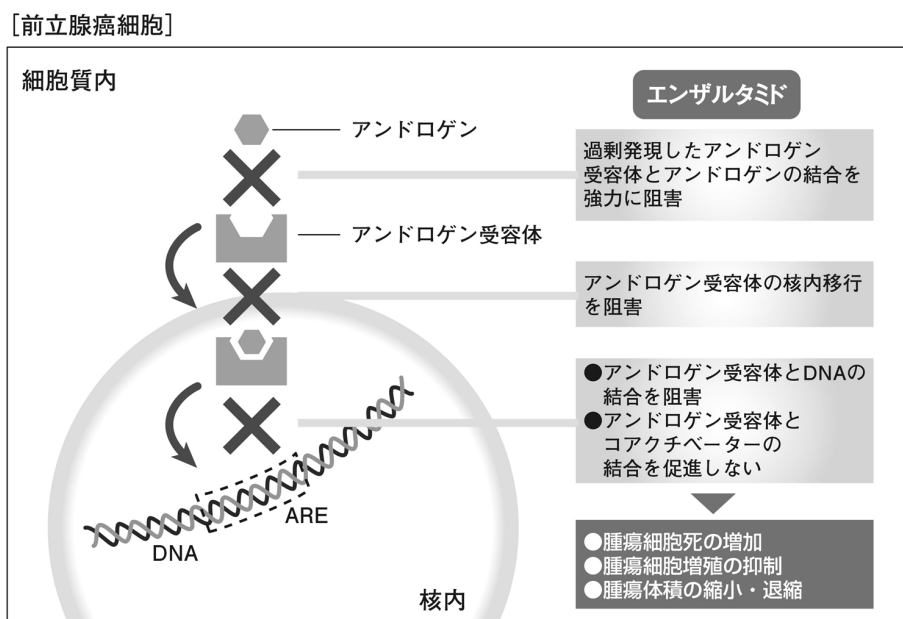 [前立腺癌細胞]
細胞質内
エンザルタミド
アンドロゲン
過剰発現したアンドロゲン
受容体とアンドロゲンの結合を
強力に阻害
アンドロゲン受容体
アンドロゲン受容体の核内移行
を阻害
●アンドロゲン受容体とDNAの
結合を阻害
●アンドロゲン受容体と
コアクチベーターの
結合を促進しない
ARE
DNA
●腫瘍細胞死の増加
●腫瘍細胞増殖の抑制
●腫瘍体積の縮小・退縮
核内